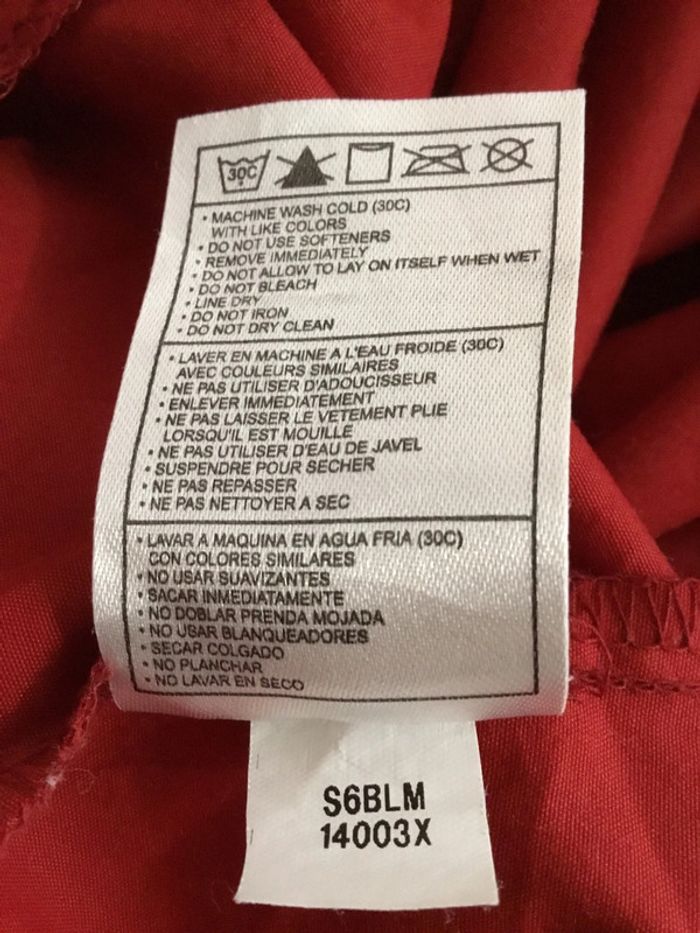 30C
• MACHINE WASH COLD (30C)
WITH LIKE COLORS
• DO NOT USE SOFTENERS
• REMOVE IMMEDIATELY
• DO NOT ALLOW TO LAY ON ITSELF WHEN WET
• DO NOT BLEACH
• LINE DRY
• DO NOT IRON
• DO NOT DRY CLEAN
• LAVER EN MACHINE A L'EAU FROIDE (30C)
AVEC COULEURS SIMILAIRES
• NE PAS UTILISER D'ADOUCISSEUR
• ENLEVER IMMEDIATEMENT
• NE PAS LAISSER LE VETEMENT PLIE
LORSQU'IL EST MOUILLE
• NE PAS UTILISER D'EAU DE JAVEL
• SUSPENDRE POUR SECHER
• NE PAS REPASSER
• NE PAS NETTOYER A SEC
• LAVAR A MAQUINA EN AGUA FRIA (30C)
CON COLORES SIMILARES
• NO USAR SUAVIZANTES
• SACAR INMEDIATAMENTE
• NO DOBLAR PRENDA MOJADA
• NO USAR BLANQUEADORES
• SECAR COLGADO
• NO PLANCHAR
• NO LAVAR EN SECO
S6BLM
14003X